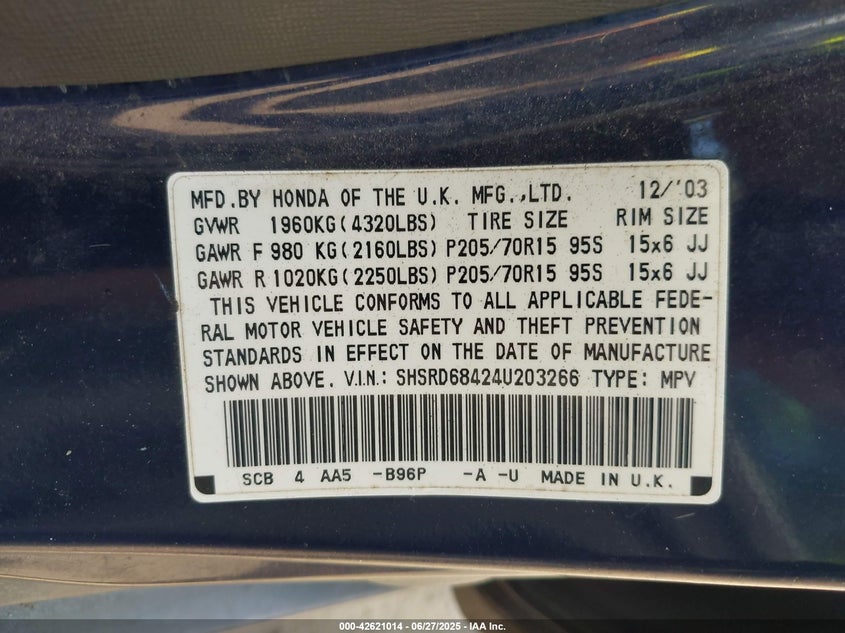 MFD.BY HONDA OF THE U.K. MFG.,LTD. 12/'03
GVWR 1960KG(4320LBS) TIRE SIZE RIM SIZE
GAWR F 980 KG(2160LBS) P205/70R15 95S 15x6 JJ
GAWR R 1020KG(2250LBS) P205/70R15 95S 15x6 JJ
THIS VEHICLE CONFORMS TO ALL APPLICABLE FEDE-
RAL MOTOR VEHICLE SAFETY AND THEFT PREVENTION
STANDARDS IN EFFECT ON THE DATE OF MANUFACTURE
SHOWN ABOVE. V.I.N.: SHSRD68424U203266 TYPE: MPV
SCB 4 AA5 -B96P -A -U MADE IN U.K.
000-42621014 | 06/27/2025 - IAA Inc.